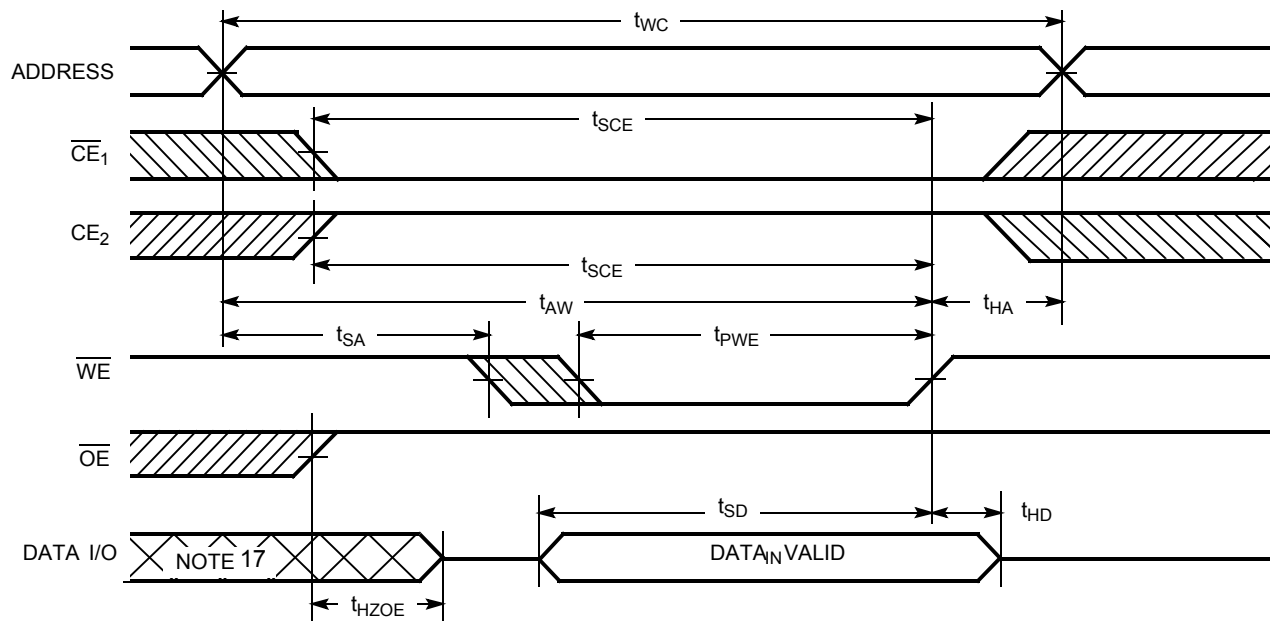 tWC
ADDRESS
tSCE
CE1
CE2
tSCE
tAW
tHA
tSA
tPWE
WE
OE
tSD
tHD
DATA I/O
NOTE 17
DATAIN VALID
tHZOE